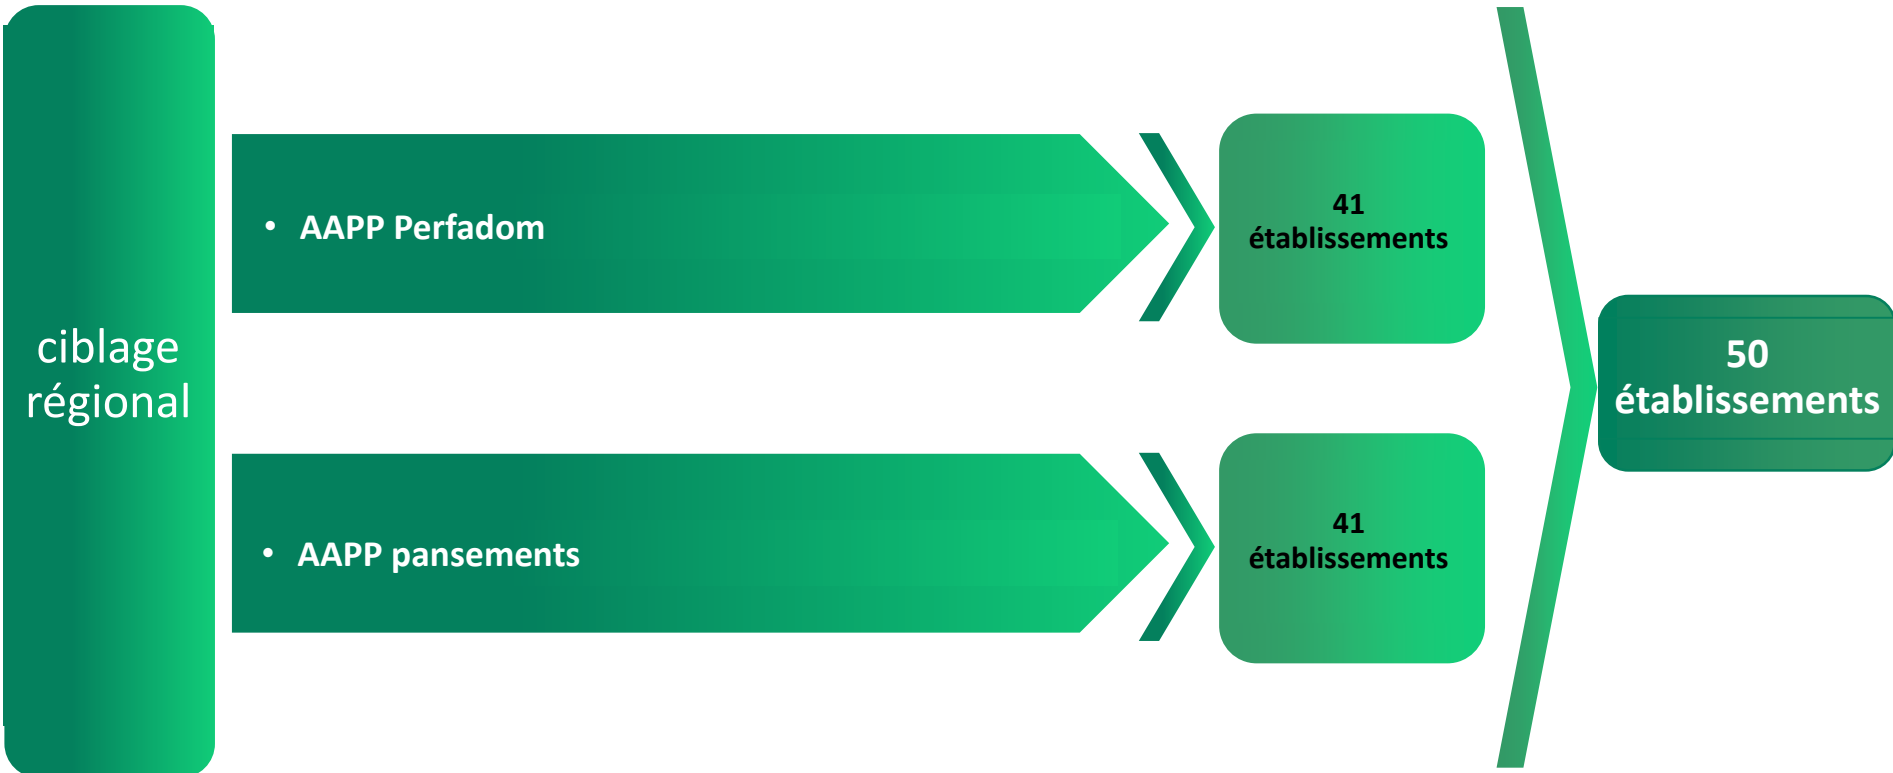 ciblage
régional
• AAPP Perfadom
41
établissements
• AAPP pansements
41
établissements
50
établissements